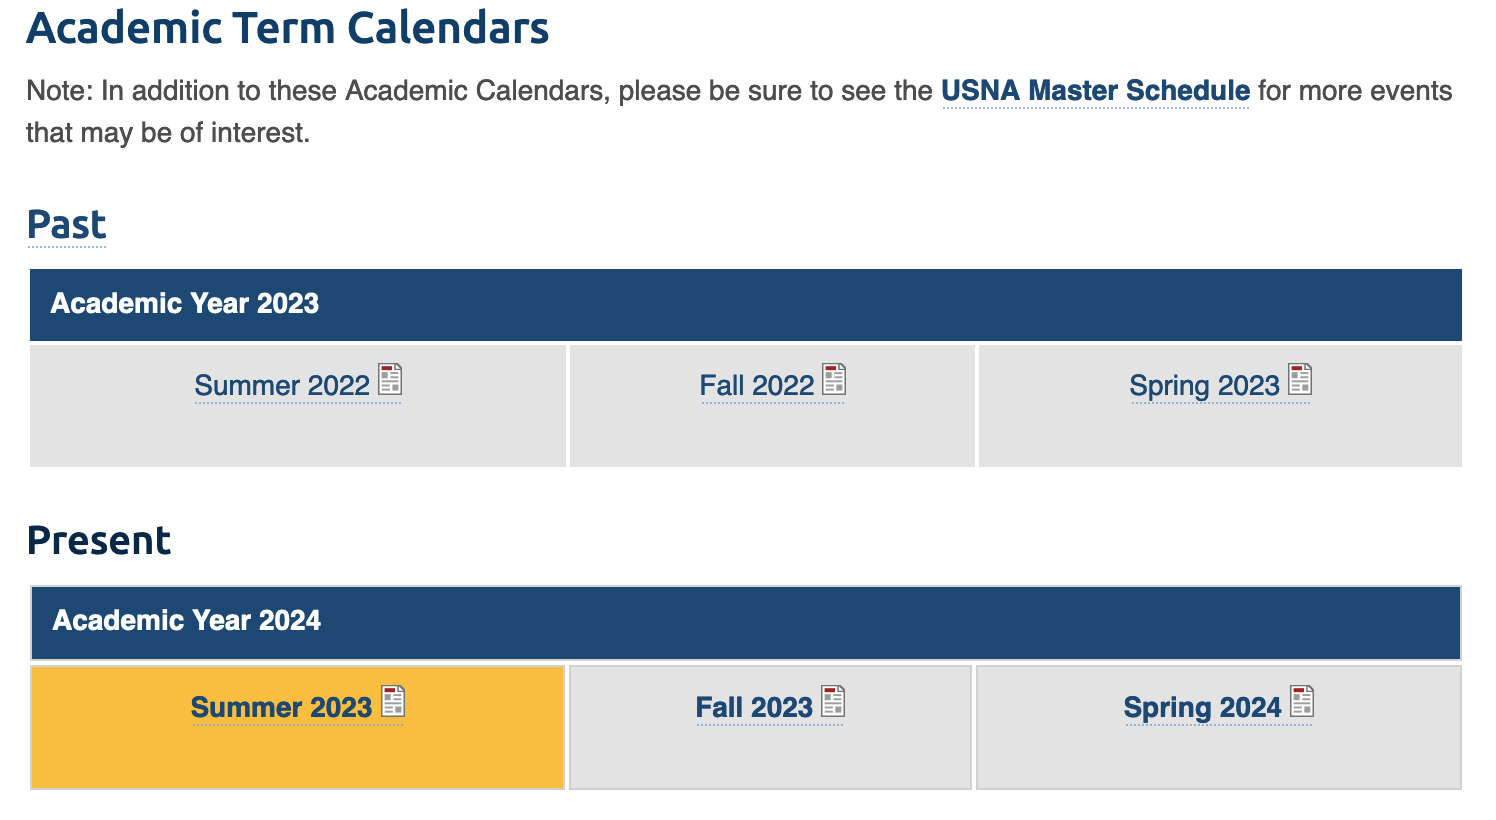 Academic Term Calendars
Note: In addition to these Academic Calendars, please be sure to see the USNA Master Schedule for more events
that may be of interest.
Past
Academic Year 2023
Summer 2022
Fall 2022
Spring 2023
Present
Academic Year 2024
Summer 2023
Fall 2023
Spring 2024